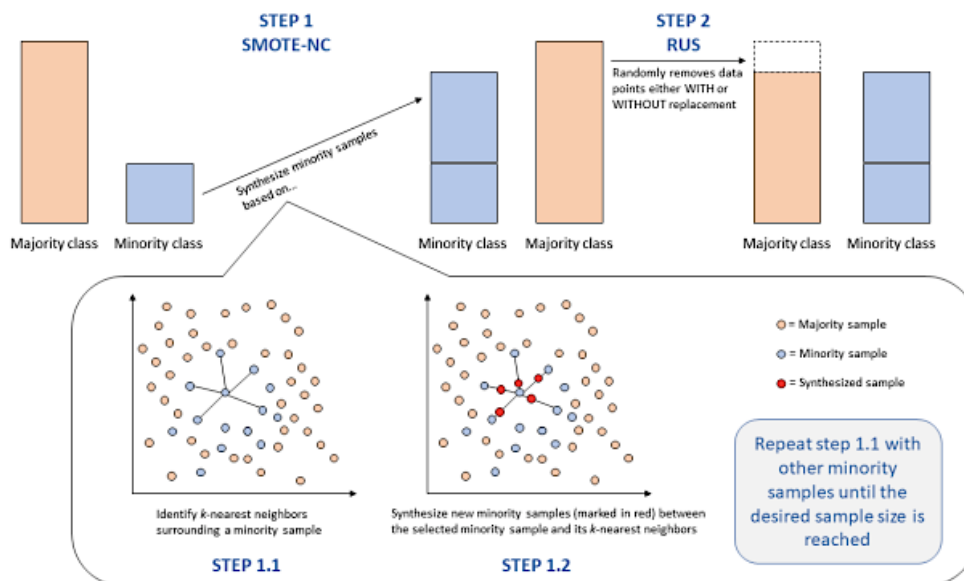 STEP 1
SMOTE-NC
STEP 2
RUS
Randomly removes data
points either WITH or
WITHOUT replacement
Synthesize minority samples
based on...
Majority class
Minority class
Minority class
Majority class
Majority class
Minority class
= Majority sample
= Minority sample
= Synthesized sample
Repeat step 1.1 with
other minority
samples until the
desired sample size is
reached
Identify k-nearest neighbors
surrounding a minority sample
STEP 1.1
Synthesize new minority samples (marked in red) between
the selected minority sample and its k-nearest neighbors
STEP 1.2